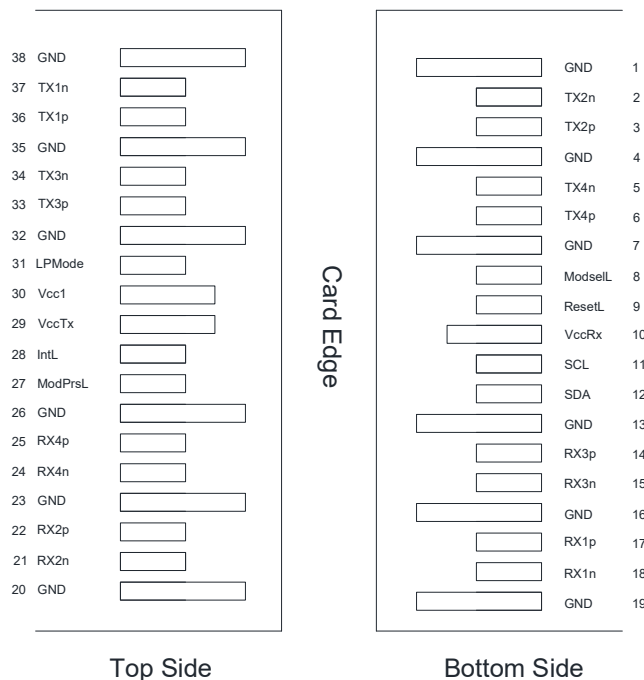 38 GND
37 TX1n
36 TX1p
35 GND
34 TX3n
33 TX3p
32 GND
31 LPMode
30 Vcc1
29 VccTx
28 IntL
27 ModPrsL
26 GND
25 RX4p
24 RX4n
23 GND
22 RX2p
21 RX2n
20 GND
Card Edge
GND 1
TX2n 2
TX2p 3
GND 4
TX4n 5
TX4p 6
GND 7
ModselL 8
ResetL 9
VccRx 10
SCL 11
SDA 12
GND 13
RX3p 14
RX3n 15
GND 16
RX1p 17
RX1n 18
GND 19
Top Side
Bottom Side